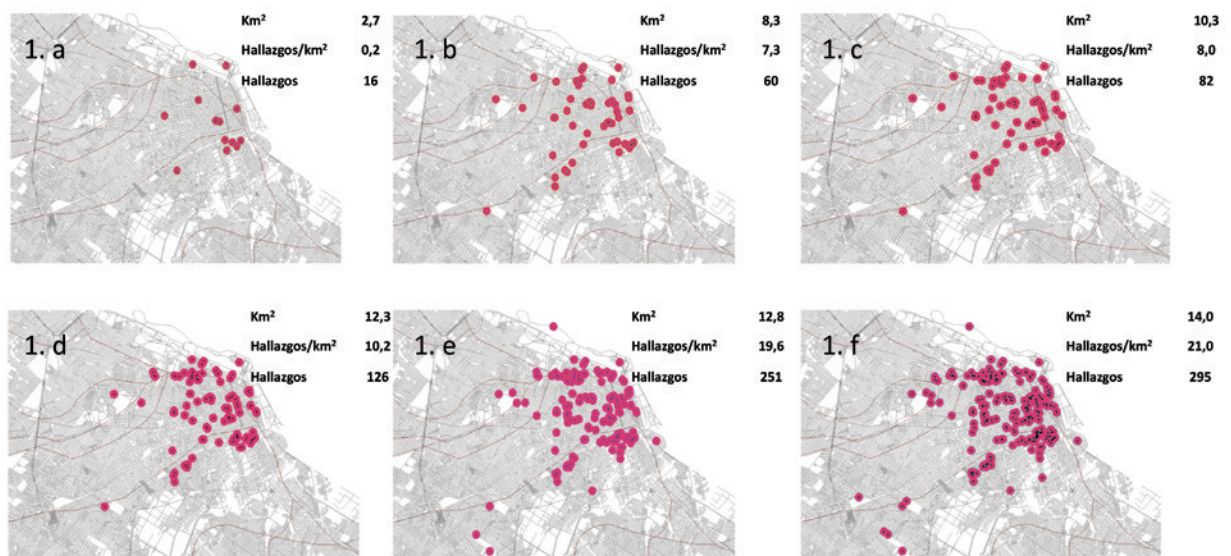 1. a
Km² 2,7
Hallazgos/km² 0,2
Hallazgos 16
1. b
Km² 8,3
Hallazgos/km² 7,3
Hallazgos 60
1. c
Km² 10,3
Hallazgos/km² 8,0
Hallazgos 82
1. d
Km² 12,3
Hallazgos/km² 10,2
Hallazgos 126
1. e
Km² 12,8
Hallazgos/km² 19,6
Hallazgos 251
1. f
Km² 14,0
Hallazgos/km² 21,0
Hallazgos 295